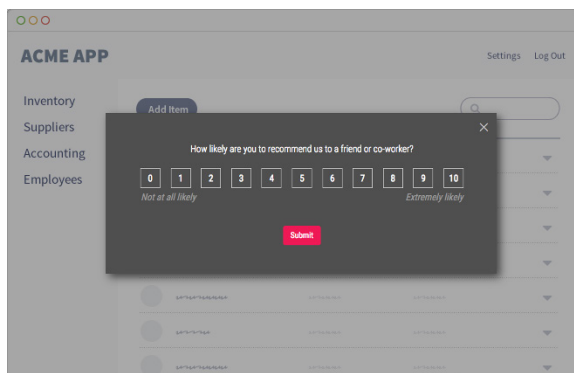 ACME APP
Settings Log Out
Inventory
Suppliers
Accounting
Employees
Add Item
How likely are you to recommend us to a friend or co-worker?
0 1 2 3 4 5 6 7 8 9 10
Not at all likely Extremely likely
Submit